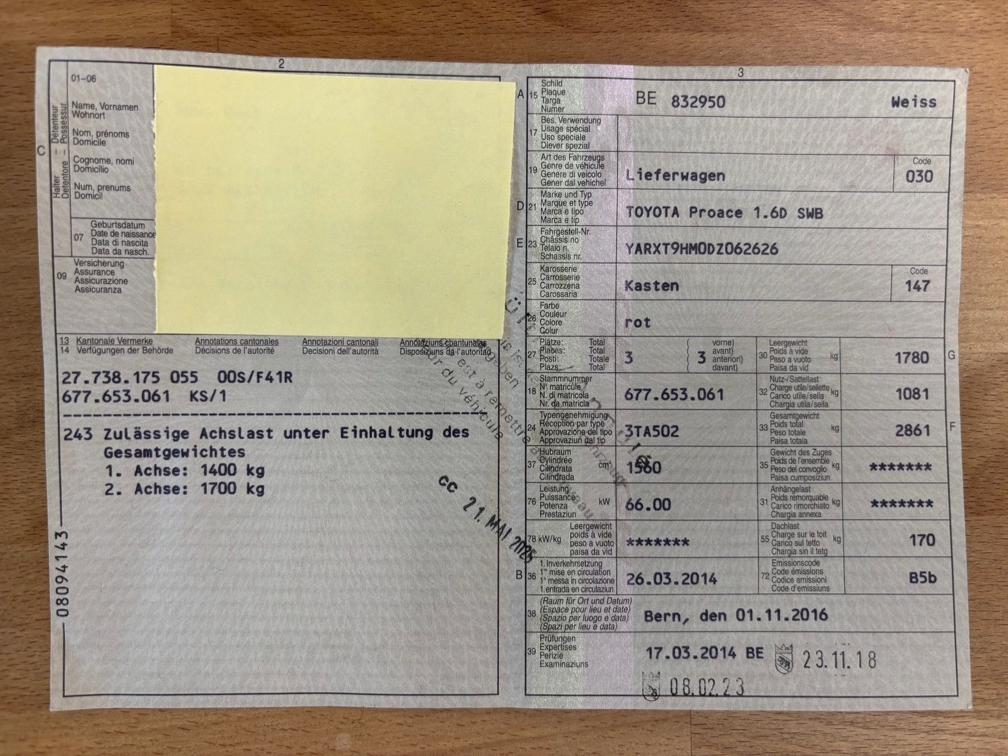 2
01-06
Halter Détenteur
Detentore Possessur
C
Name, Vornamen
Wohnort
Nom, prénoms
Domicile
Cognome, nomi
Domicilio
Num, prenums
Domicil
07
Geburtsdatum
Date de naissance
Data di nascita
Data da nasch.
09
Versicherung
Assurance
Assicurazione
Assicuranza
13 Kantonale Vermerke Annotations cantonales Annotazioni cantonali Annotaziuns chantunalas
14 Verfügungen der Behörde Décisions de l'autorité Decisioni dell'autorità Disposiziuns da l'autoritad
27.738.175 055 00S/F41R
677.653.061 KS/1
243 Zulässige Achslast unter Einhaltung des
Gesamtgewichtes
1. Achse: 1400 kg
2. Achse: 1700 kg
08094143
cc 21. MAI 2025
3
A 15
Schild
Plaque
Targa
Numer
BE 832950 Weiss
17
Bes. Verwendung
Usage spécial
Uso speciale
Diever spezial
19
Art des Fahrzeugs
Genre de véhicule
Genere di veicolo
Gener dal vehichel
Lieferwagen
Code
030
D 21
Marke und Typ
Marque et type
Marca e tipo
Marca e tip
TOYOTA Proace 1.6D SWB
E 23
Fahrgestell-Nr.
Châssis no
Telaio n.
Schassis nr.
YARXT9HM0DZ062626
25
Karosserie
Carrosserie
Carrozzeria
Carossaria
Kasten
Code
147
26
Farbe
Couleur
Colore
Colur
rot
27
Plätze: Total
Places: Total
Posti: Totale
Plazs: Total
3
3
vorne)
avant)
anteriori)
davant)
30
Leergewicht
Poids à vide
Peso a vuoto
Paisa da vid
kg
1780
G
18
Stammnummer
N° matricule
N. di matricola
Nr. da matricla
677.653.061
32
Nutz-/Sattellast
Charge utile/sellette
Carico utile/sella
Chargia utila/sella
kg
1081
24
Typengenehmigung
Réception par type
Approvazione del tipo
Approvaziun dal tip
3TA502
33
Gesamtgewicht
Poids total
Peso totale
Paisa totala
kg
2861
F
37
Hubraum
Cylindrée
Cilindrata
Cilindrada
cm³
1560
35
Gewicht des Zuges
Poids de l'ensemble
Peso del convoglio
Paisa cumposiziun
kg
*******
76
Leistung
Puissance
Potenza
Prestaziun
kW
66.00
31
Anhängelast
Poids remorquable
Carico rimorchiato
Chargia annexa
kg
*******
78 kW/kg
Leergewicht
poids à vide
peso a vuoto
paisa da vid
*******
55
Dachlast
Charge sur le toit
Carico sul tetto
Chargia sin il tetg
kg
170
B 36
1. Inverkehrsetzung
1re mise en circulation
1a messa in circolazione
1. entrada en circulaziun
26.03.2014
72
Emissionscode
Code émissions
Codice emissioni
Code d'emissiuns
B5b
38
(Raum für Ort und Datum)
(Espace pour lieu et date)
(Spazio per luogo e data)
(Spazi per lieu e data)
Bern, den 01.11.2016
39
Prüfungen
Expertises
Perizie
Examinaziuns
17.03.2014 BE 23.11.18
08.02.23